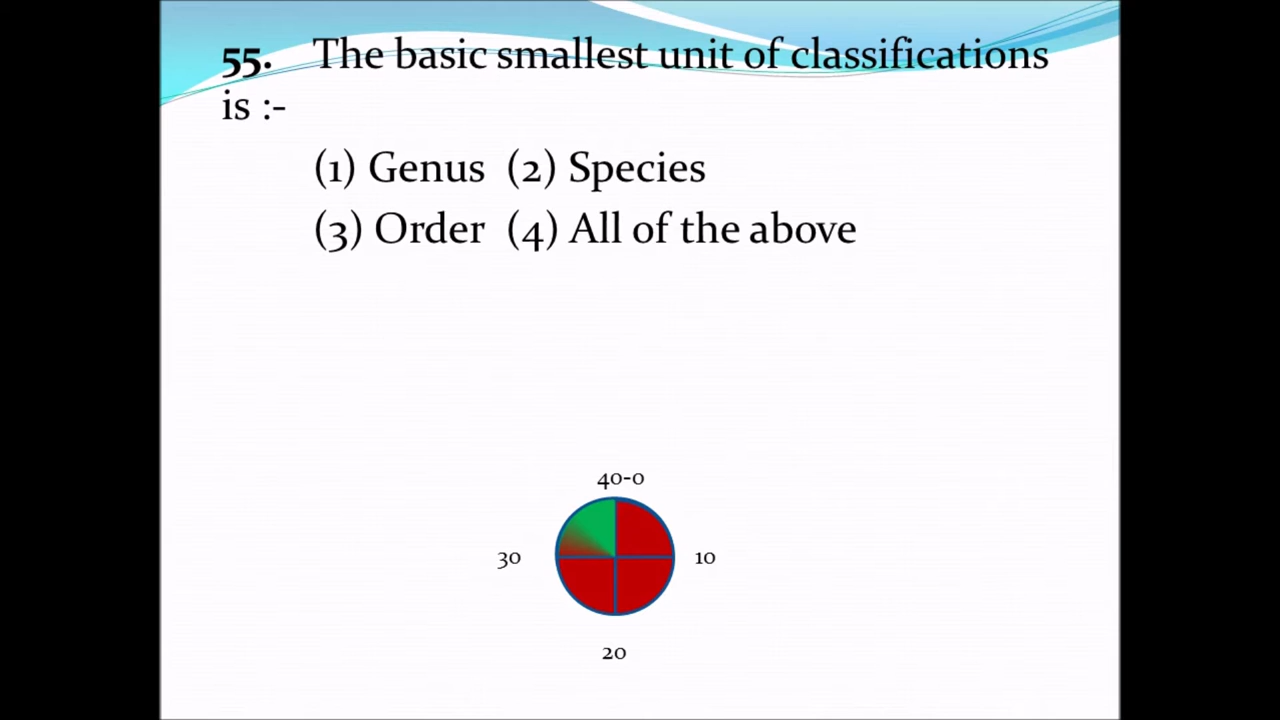 55. The basic smallest unit of classifications
is :-
(1) Genus (2) Species
(3) Order (4) All of the above
40-0
30 10
20